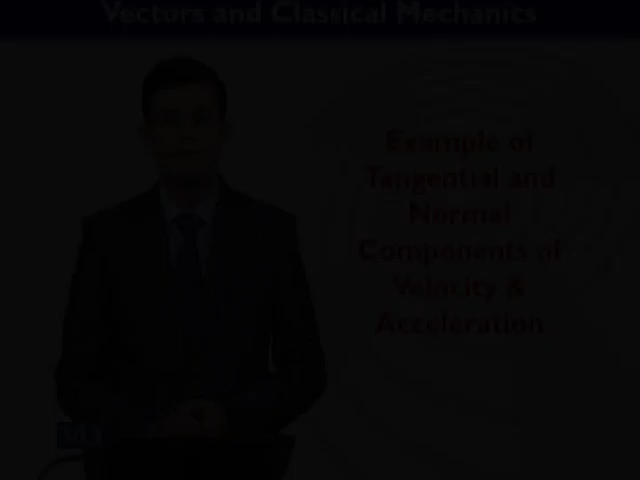 Vectors and Classical Mechanics
Example of
Tangential and
Normal
Components of
Velocity &
Acceleration